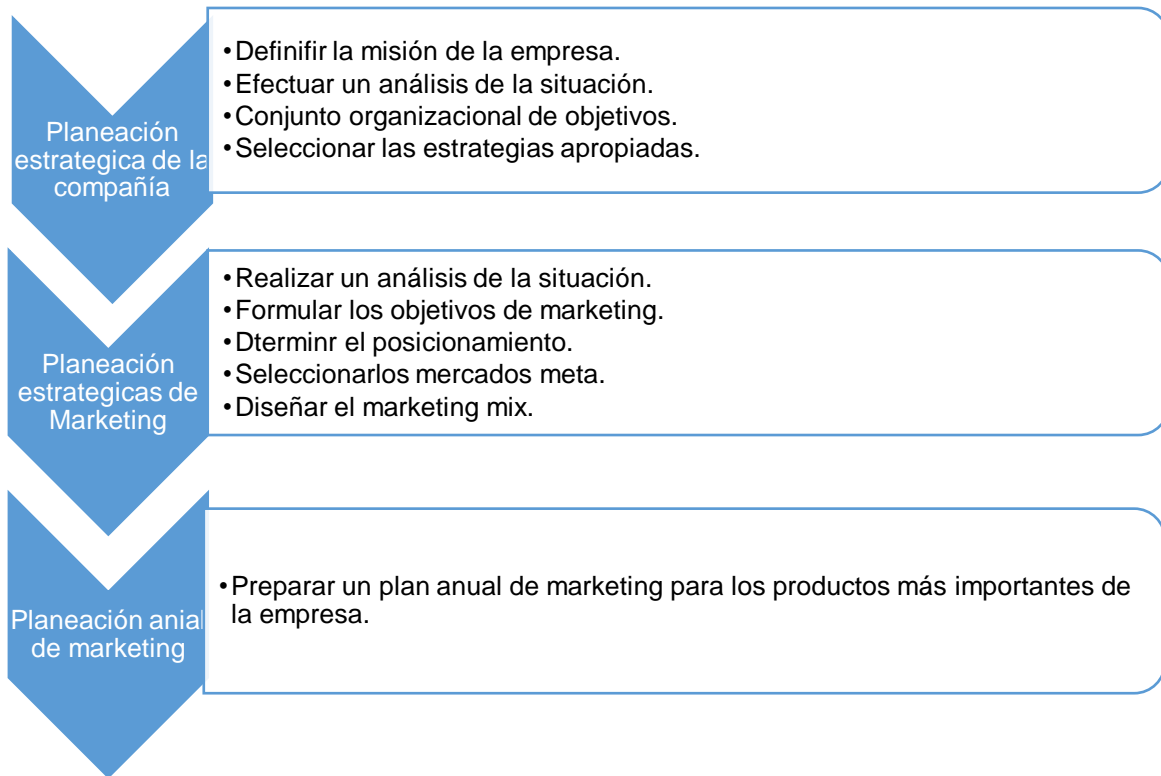 Planeación
estrategica de la
compañía
•Definifir la misión de la empresa.
•Efectuar un análisis de la situación.
•Conjunto organizacional de objetivos.
•Seleccionar las estrategias apropiadas.
Planeación
estrategicas de
Marketing
•Realizar un análisis de la situación.
•Formular los objetivos de marketing.
•Dterminr el posicionamiento.
•Seleccionarlos mercados meta.
•Diseñar el marketing mix.
Planeación anial
de marketing
•Preparar un plan anual de marketing para los productos más importantes de
la empresa.